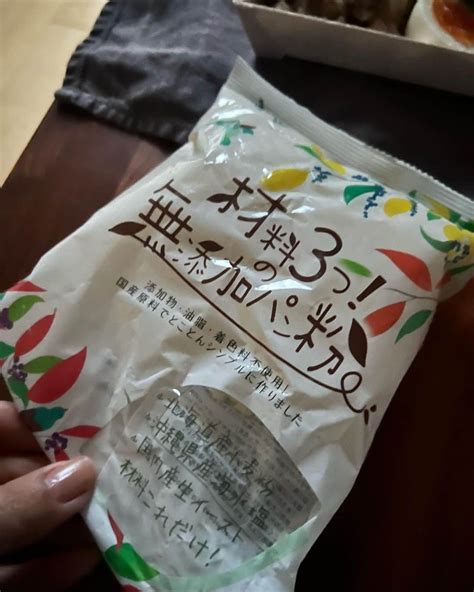 材料3つ!の
無添加パン粉
添加物・油脂・着色料不使用!
国産原料でとことんシンプルに作りました
北海道産小麦粉
沖縄県産海水塩
国内産生イースト
材料これだけ!